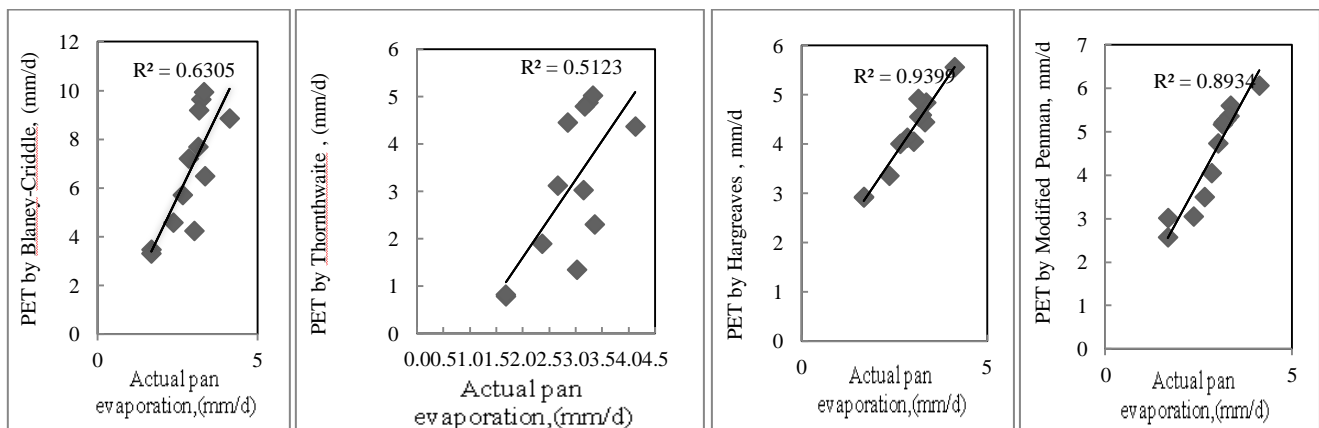 PET by Blaney-Criddle, (mm/d)
12
10
8
6
4
2
0
R² = 0.6305
0
5
Actual pan
evaporation,(mm/d)
PET by Thornthwaite , (mm/d)
6
5
4
3
2
1
0
R² = 0.5123
0.00.51.01.52.02.53.03.54.04.5
Actual pan
evaporation,(mm/d)
PET by Hargreaves , mm/d
6
5
4
3
2
1
0
R² = 0.9399
0
5
Actual pan
evaporation,(mm/d)
PET by Modified Penman, mm/d
7
6
5
4
3
2
1
0
R² = 0.8934
0
5
Actual pan
evaporation,(mm/d)